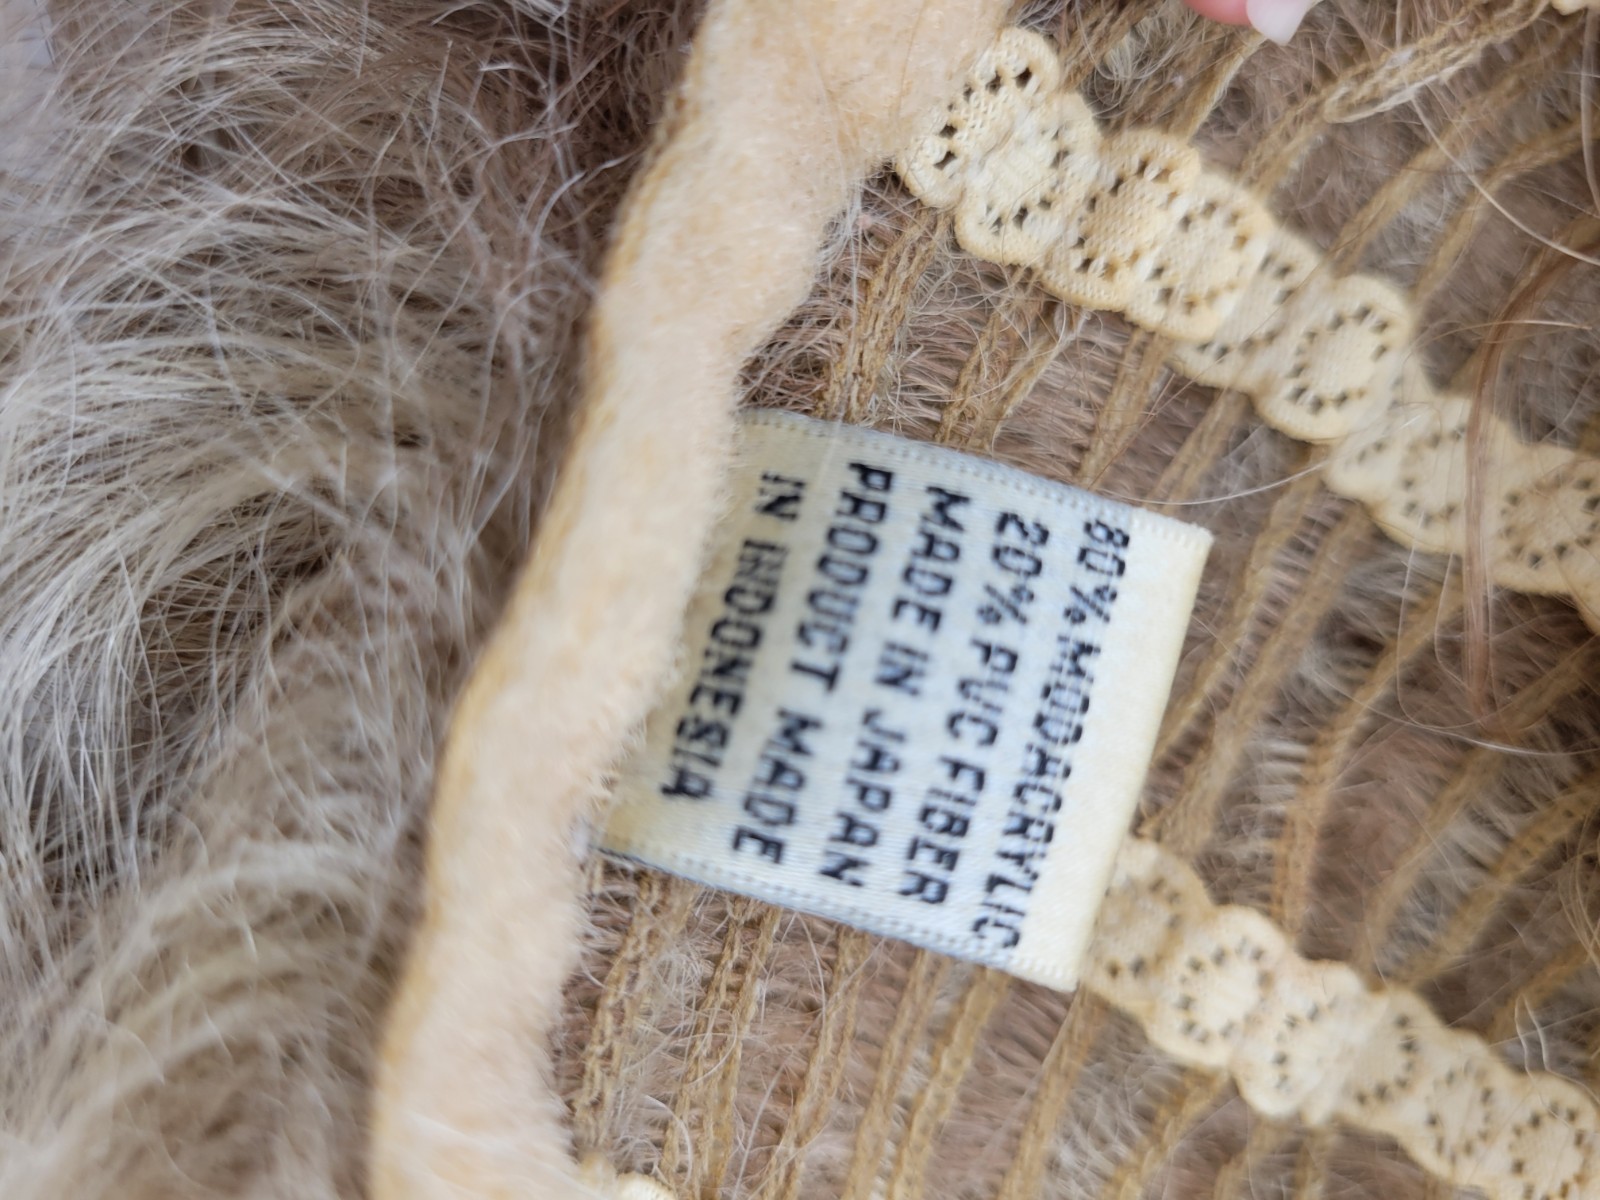 80% MODACRYLIC
20% PVC FIBER
MADE IN JAPAN
PRODUCT MADE
IN INDONESIA